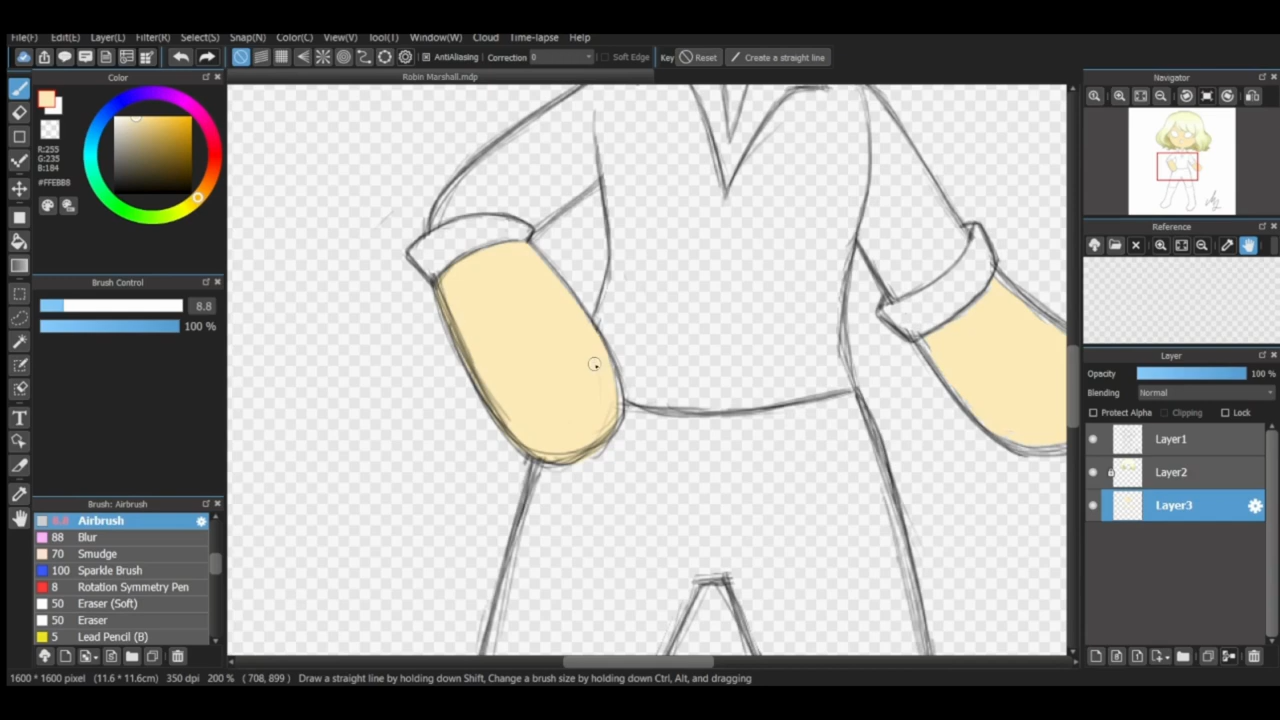 File(F) Edit(E) Layer(L) Filter(R) Select(S) Snap(N) Color(C) View(V) Tool(T) Window(W) Cloud Time-lapse Help
AntiAliasing Correction 0 Soft Edge Key Reset Create a straight line
Color
Robin Marshall.mdp
Navigator
R:255
G:235
B:184
#FFEBB8
Reference
Brush Control
8.8
100 %
Layer
Opacity 100 %
Blending Normal
Protect Alpha Clipping Lock
Layer1
Layer2
Layer3
Brush: Airbrush
8.8 Airbrush
88 Blur
70 Smudge
100 Sparkle Brush
8 Rotation Symmetry Pen
50 Eraser (Soft)
50 Eraser
5 Lead Pencil (B)
1600 * 1600 pixel (11.6 * 11.6cm) 350 dpi 200 % ( 708, 899 ) Draw a straight line by holding down Shift, Change a brush size by holding down Ctrl, Alt, and dragging